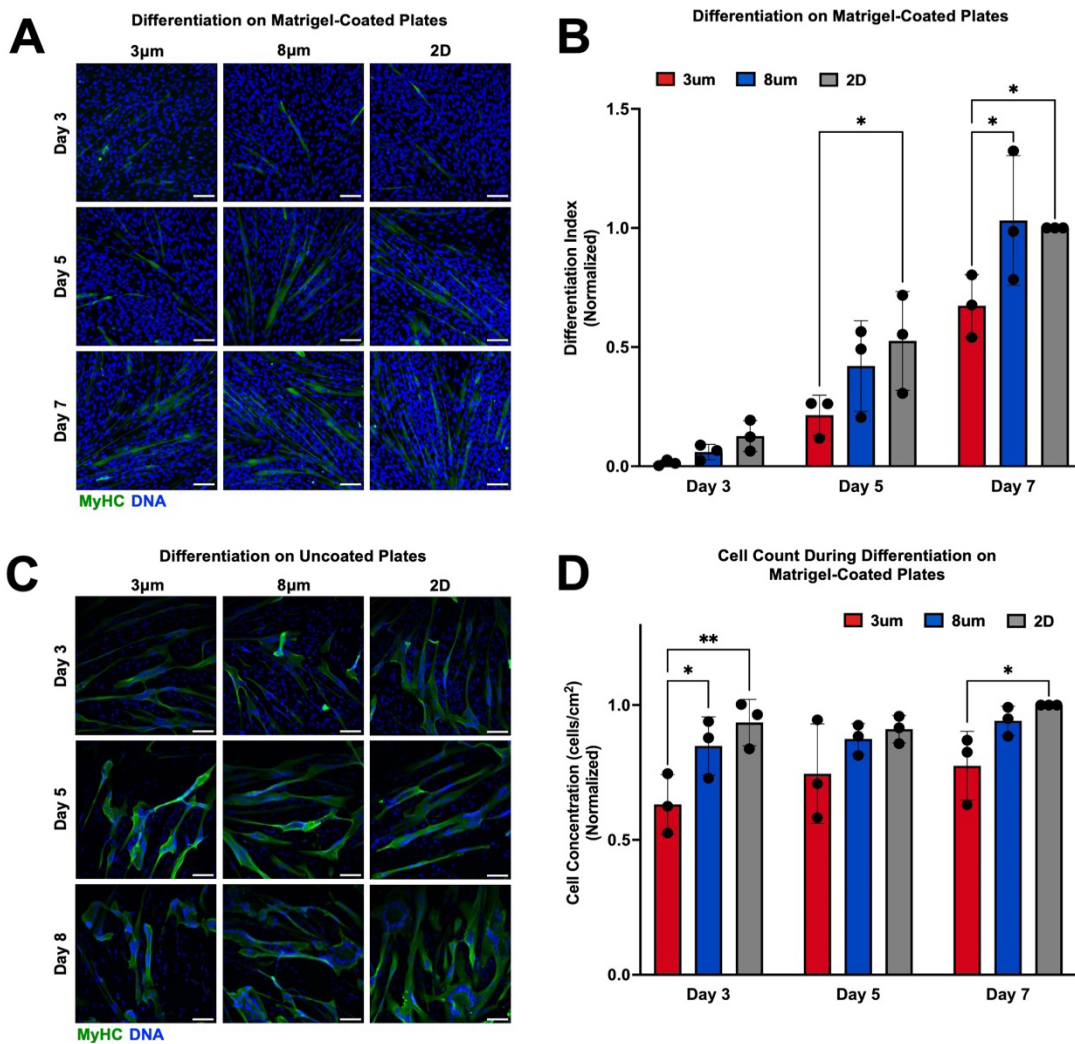 A
Differentiation on Matrigel-Coated Plates
3µm 8µm 2D
Day 3
Day 5
Day 7
MyHC DNA
B
Differentiation on Matrigel-Coated Plates
3um 8um 2D
Differentiation Index
(Normalized)
1.5
1.0
0.5
0.0
*
*
*
Day 3 Day 5 Day 7
C
Differentiation on Uncoated Plates
3µm 8µm 2D
Day 3
Day 5
Day 8
MyHC DNA
D
Cell Count During Differentiation on
Matrigel-Coated Plates
3um 8um 2D
Cell Concentration (cells/cm²)
(Normalized)
1.0
0.5
0.0
**
*
*
Day 3 Day 5 Day 7